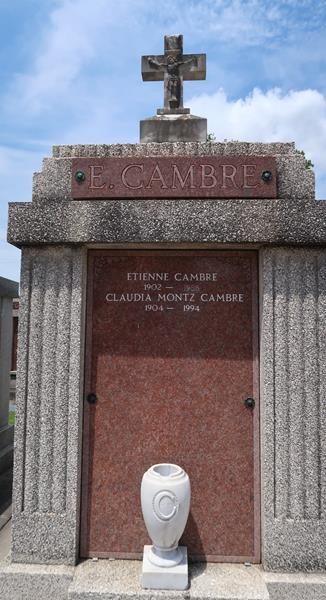 E. CAMBRE
ETIENNE CAMBRE
1902 —
CLAUDIA MONTZ CAMBRE
1904 — 1994